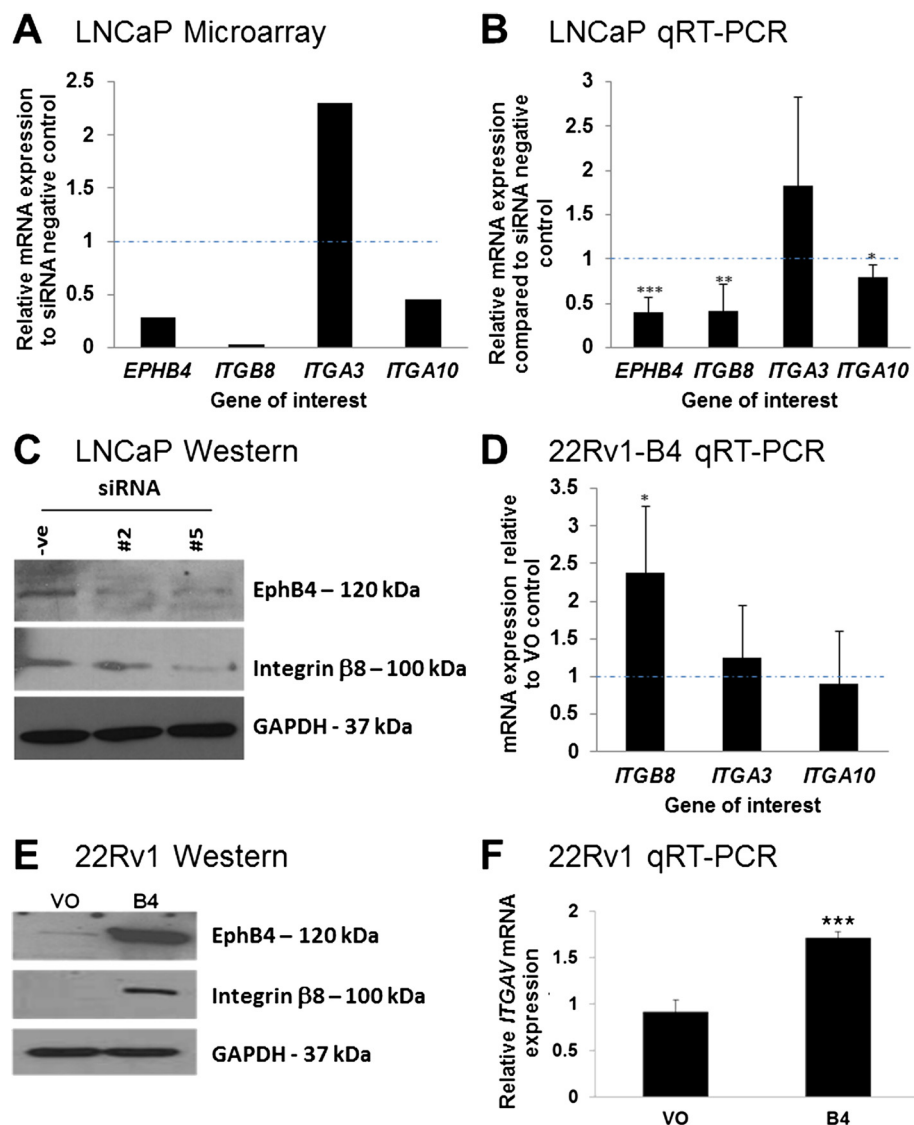 A LNCaP Microarray
Relative mRNA expression
to siRNA negative control
2.5
2
1.5
1
0.5
0
EPHB4 ITGB8 ITGA3 ITGA10
Gene of interest
B LNCaP qRT-PCR
Relative mRNA expression
compared to siRNA negative
control
3
2.5
2
1.5
1
0.5
0
*** ** *
EPHB4 ITGB8 ITGA3 ITGA10
Gene of interest
C LNCaP Western
siRNA
-ve #2 #5
EphB4 – 120 kDa
Integrin β8 – 100 kDa
GAPDH - 37 kDa
D 22Rv1-B4 qRT-PCR
mRNA expression relative
to VO control
3.5
3
2.5
2
1.5
1
0.5
0
*
ITGB8 ITGA3 ITGA10
Gene of interest
E 22Rv1 Western
VO B4
EphB4 – 120 kDa
Integrin β8 – 100 kDa
GAPDH - 37 kDa
F 22Rv1 qRT-PCR
Relative ITGAV mRNA
expression
2
1.5
1
0.5
0
***
VO B4